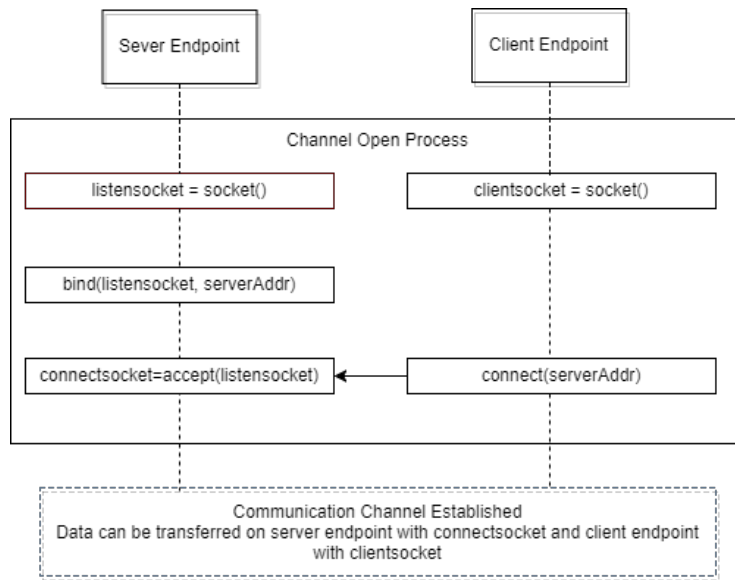 Sever Endpoint
Client Endpoint
Channel Open Process
listensocket = socket()
clientsocket = socket()
bind(listensocket, serverAddr)
connectsocket=accept(listensocket)
connect(serverAddr)
Communication Channel Established
Data can be transferred on server endpoint with connectsocket and client endpoint
with clientsocket